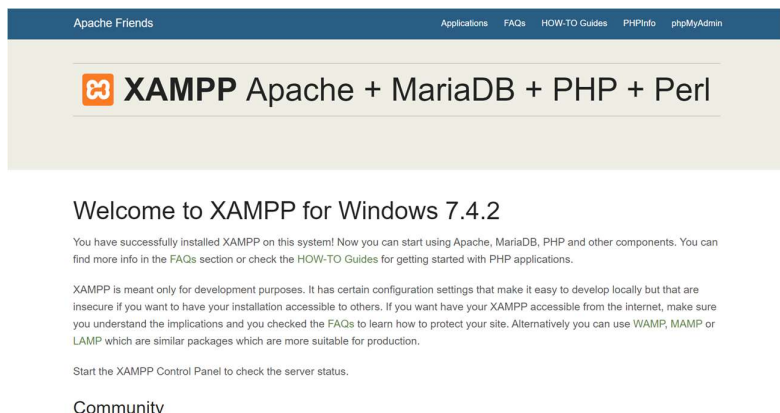 Apache Friends
Applications FAQs HOW-TO Guides PHPInfo phpMyAdmin
XAMPP Apache + MariaDB + PHP + Perl
Welcome to XAMPP for Windows 7.4.2
You have successfully installed XAMPP on this system! Now you can start using Apache, MariaDB, PHP and other components. You can
find more info in the FAQs section or check the HOW-TO Guides for getting started with PHP applications.
XAMPP is meant only for development purposes. It has certain configuration settings that make it easy to develop locally but that are
insecure if you want to have your installation accessible to others. If you want have your XAMPP accessible from the internet, make sure
you understand the implications and you checked the FAQs to learn how to protect your site. Alternatively you can use WAMP, MAMP or
LAMP which are similar packages which are more suitable for production.
Start the XAMPP Control Panel to check the server status.
Community